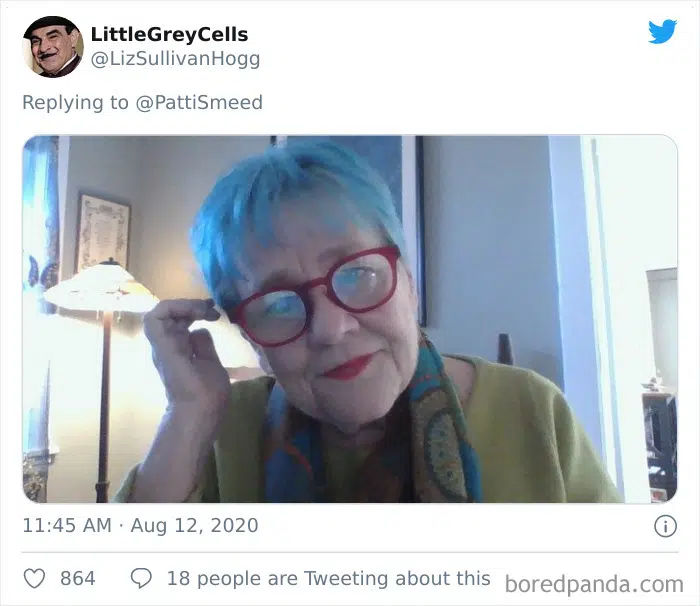 LittleGreyCells
@LizSullivanHogg
Replying to @PattiSmeed
11:45 AM · Aug 12, 2020
864 18 people are Tweeting about this
boredpanda.com